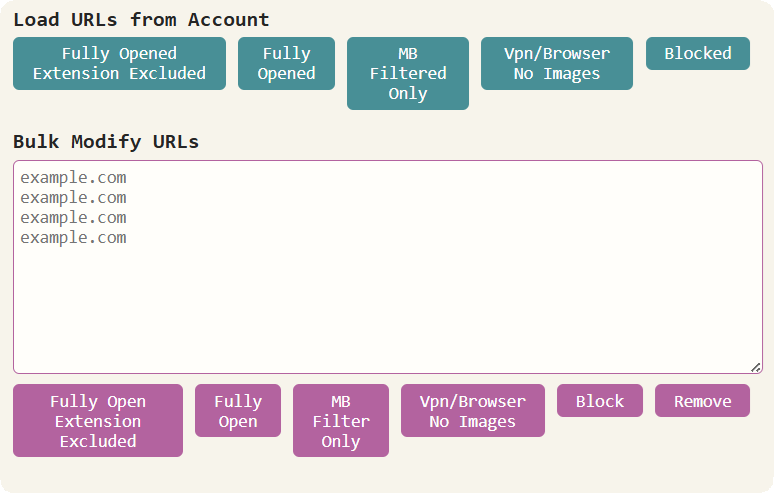 Load URLs from Account
Fully Opened
Extension Excluded
Fully
Opened
MB
Filtered
Only
Vpn/Browser
No Images
Blocked
Bulk Modify URLs
example.com
example.com
example.com
example.com
Fully Open
Extension
Excluded
Fully
Open
MB
Filter
Only
Vpn/Browser
No Images
Block
Remove